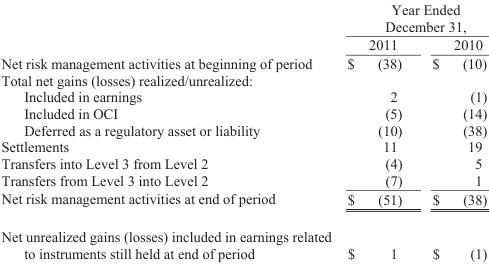 Year Ended
December 31,
2011 2010
Net risk management activities at beginning of period $ (38) $ (10)
Total net gains (losses) realized/unrealized:
Included in earnings 2 (1)
Included in OCI (5) (14)
Deferred as a regulatory asset or liability (10) (38)
Settlements 11 19
Transfers into Level 3 from Level 2 (4) 5
Transfers from Level 3 into Level 2 (7) 1
Net risk management activities at end of period $ (51) $ (38)
Net unrealized gains (losses) included in earnings related
to instruments still held at end of period $ 1 $ (1)